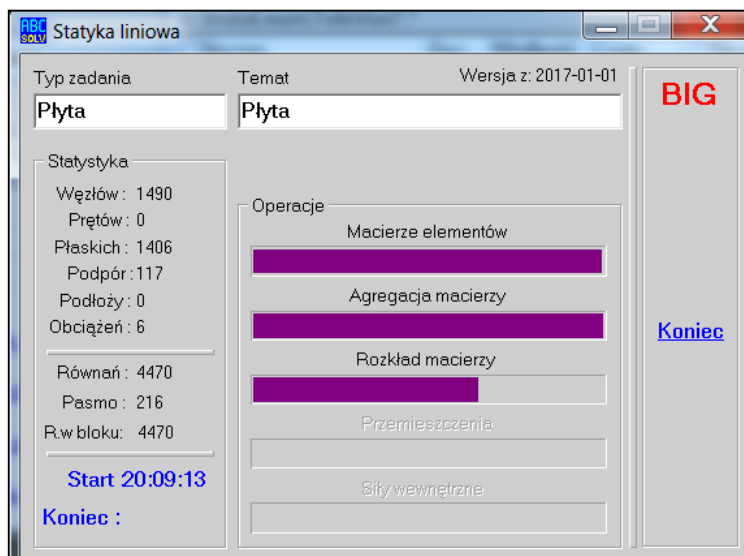 ABC
SOLV
Statyka liniowa
Typ zadania
Temat
Wersja z: 2017-01-01
Płyta
Płyta
BIG
Statystyka
Węzłów : 1490
Prętów : 0
Płaskich : 1406
Podpór : 117
Podłoży : 0
Obciążeń : 6
Równań : 4470
Pasmo : 216
R.w bloku: 4470
Start 20:09:13
Koniec :
Operacje
Macierze elementów
Agregacja macierzy
Rozkład macierzy
Przemieszczenia
Siły wewnętrzne
Koniec